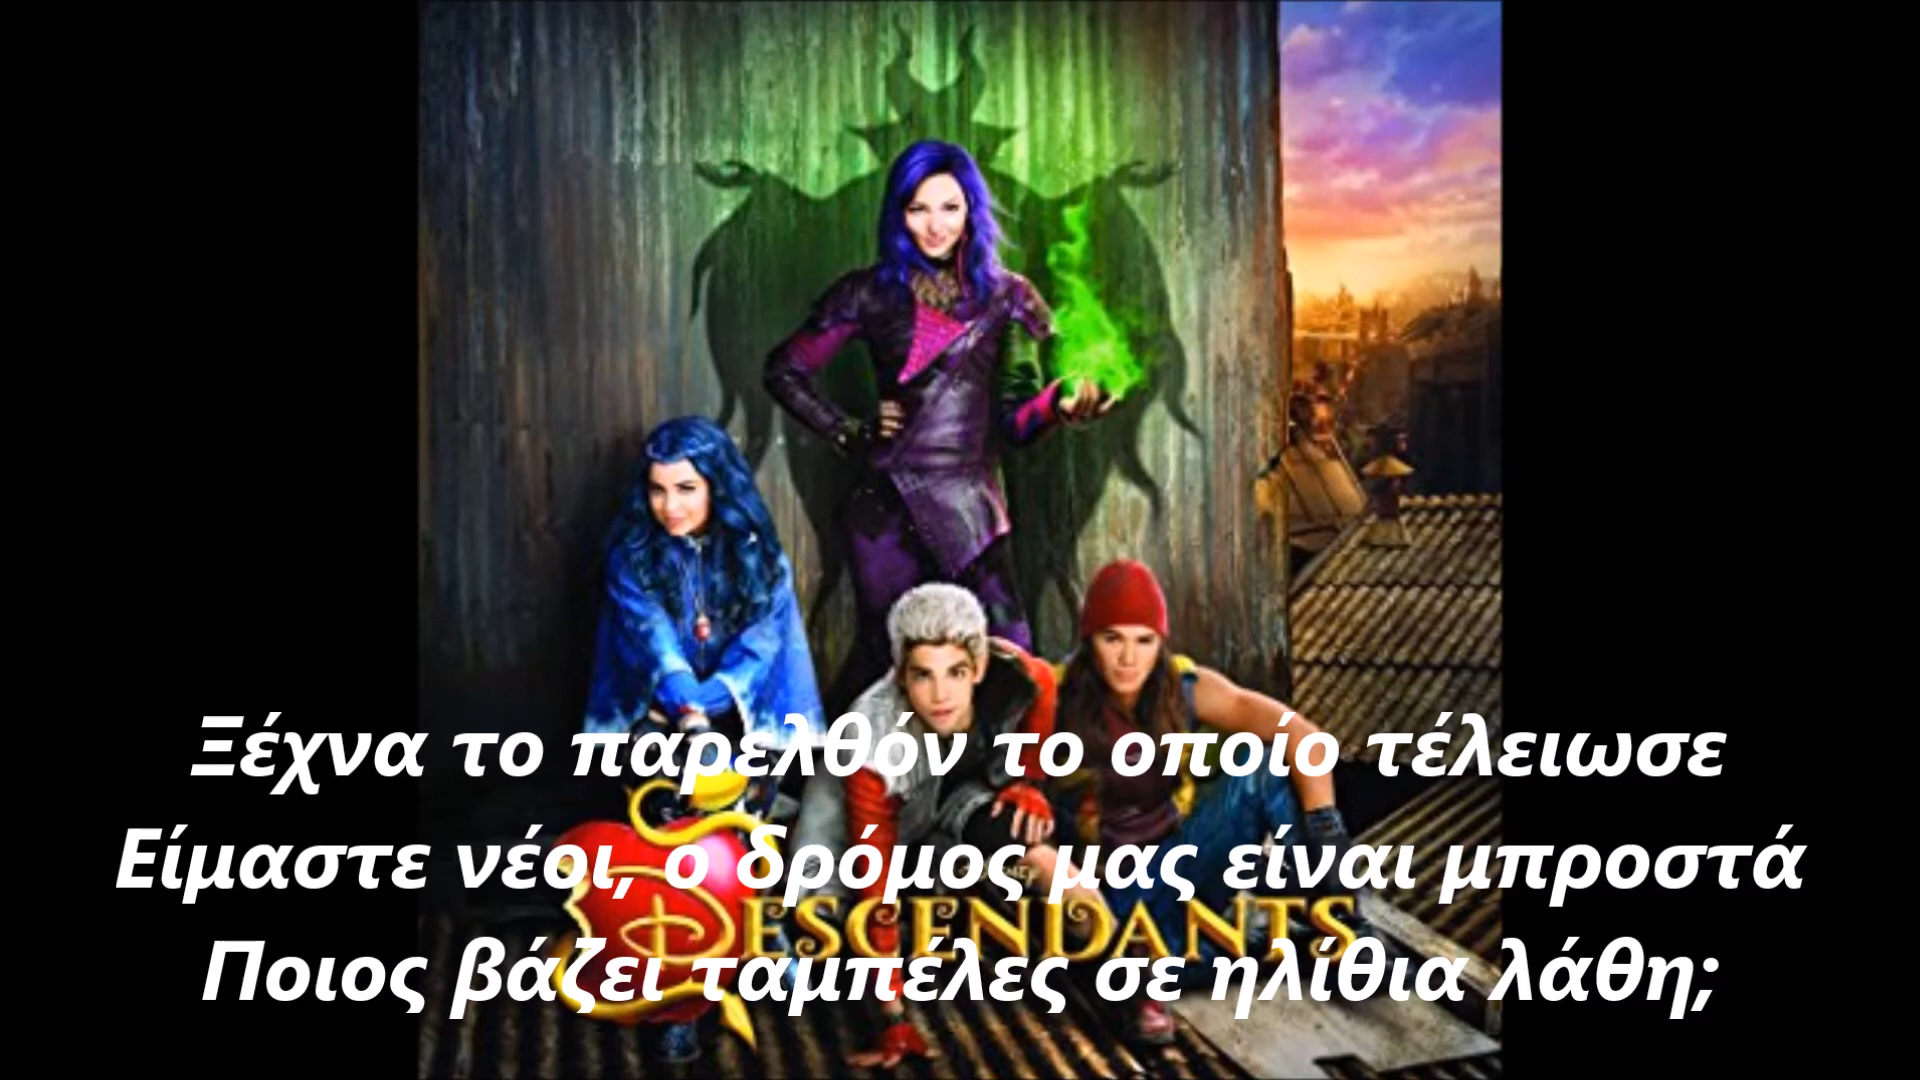 Ξέχνα το παρελθόν το οποίο τέλειωσε
Είμαστε νέοι, ο δρόμος μας είναι μπροστά
DESCENDANTS
Ποιος βάζει ταμπέλες σε ηλίθια λάθη;